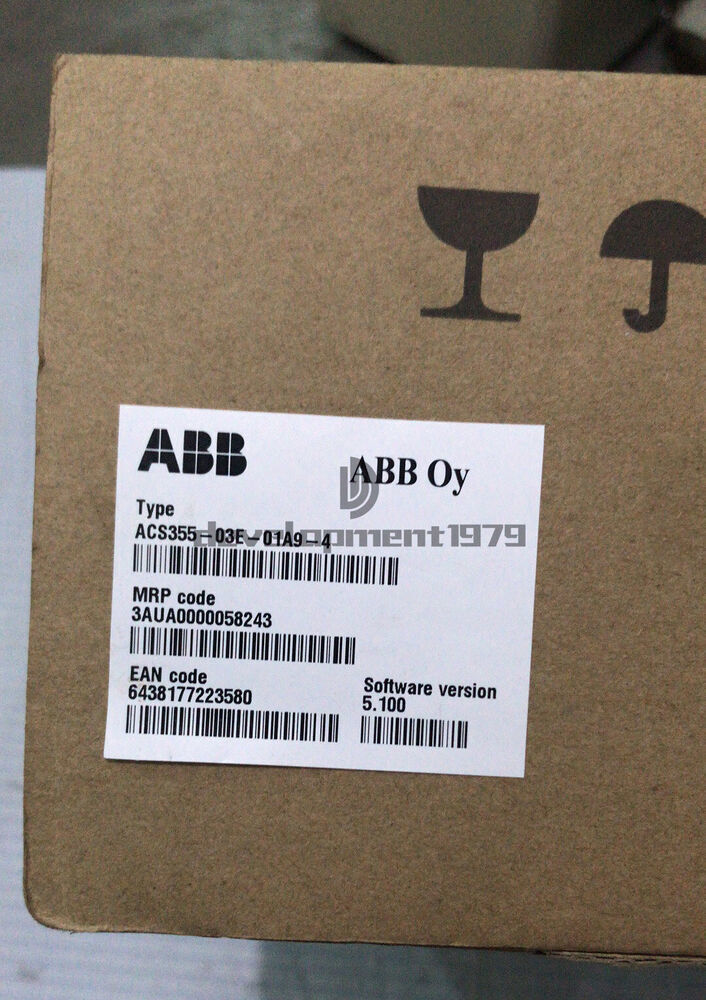 ABB
ABB Oy
development1979
Type
ACS355-03E-01A9-4
MRP code
3AUA0000058243
EAN code
6438177223580
Software version
5.100